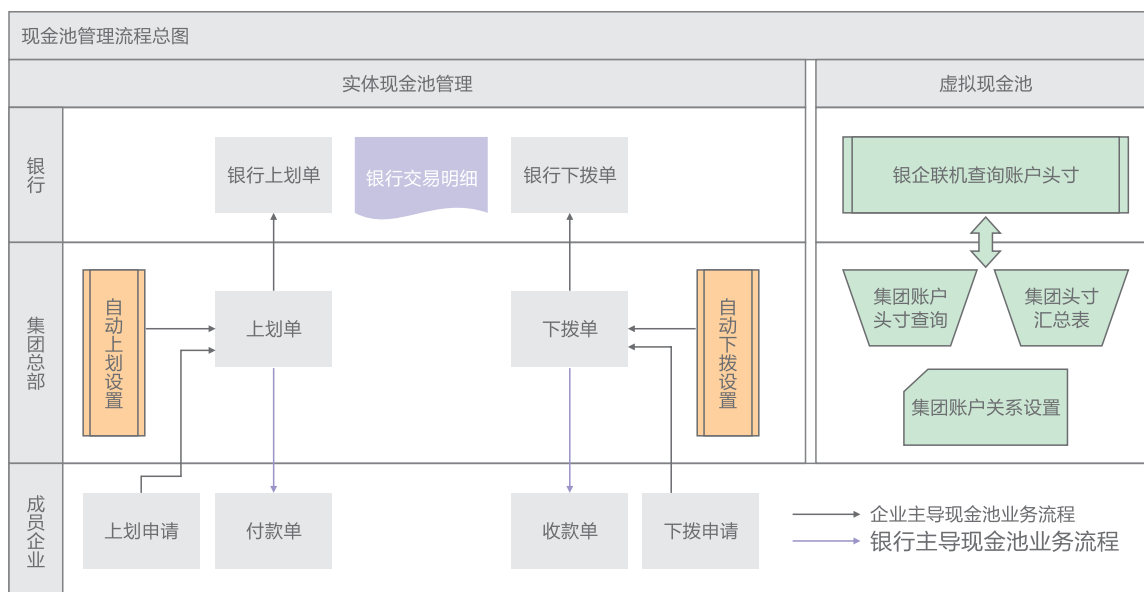 现金池管理流程总图
实体现金池管理
虚拟现金池
银行
银行上划单
银行交易明细
银行下拨单
银企联机查询账户头寸
集团总部
自动上划设置
上划单
下拨单
自动下拨设置
集团账户
头寸查询
集团头寸
汇总表
集团账户关系设置
成员企业
上划申请
付款单
收款单
下拨申请
企业主导现金池业务流程
银行主导现金池业务流程